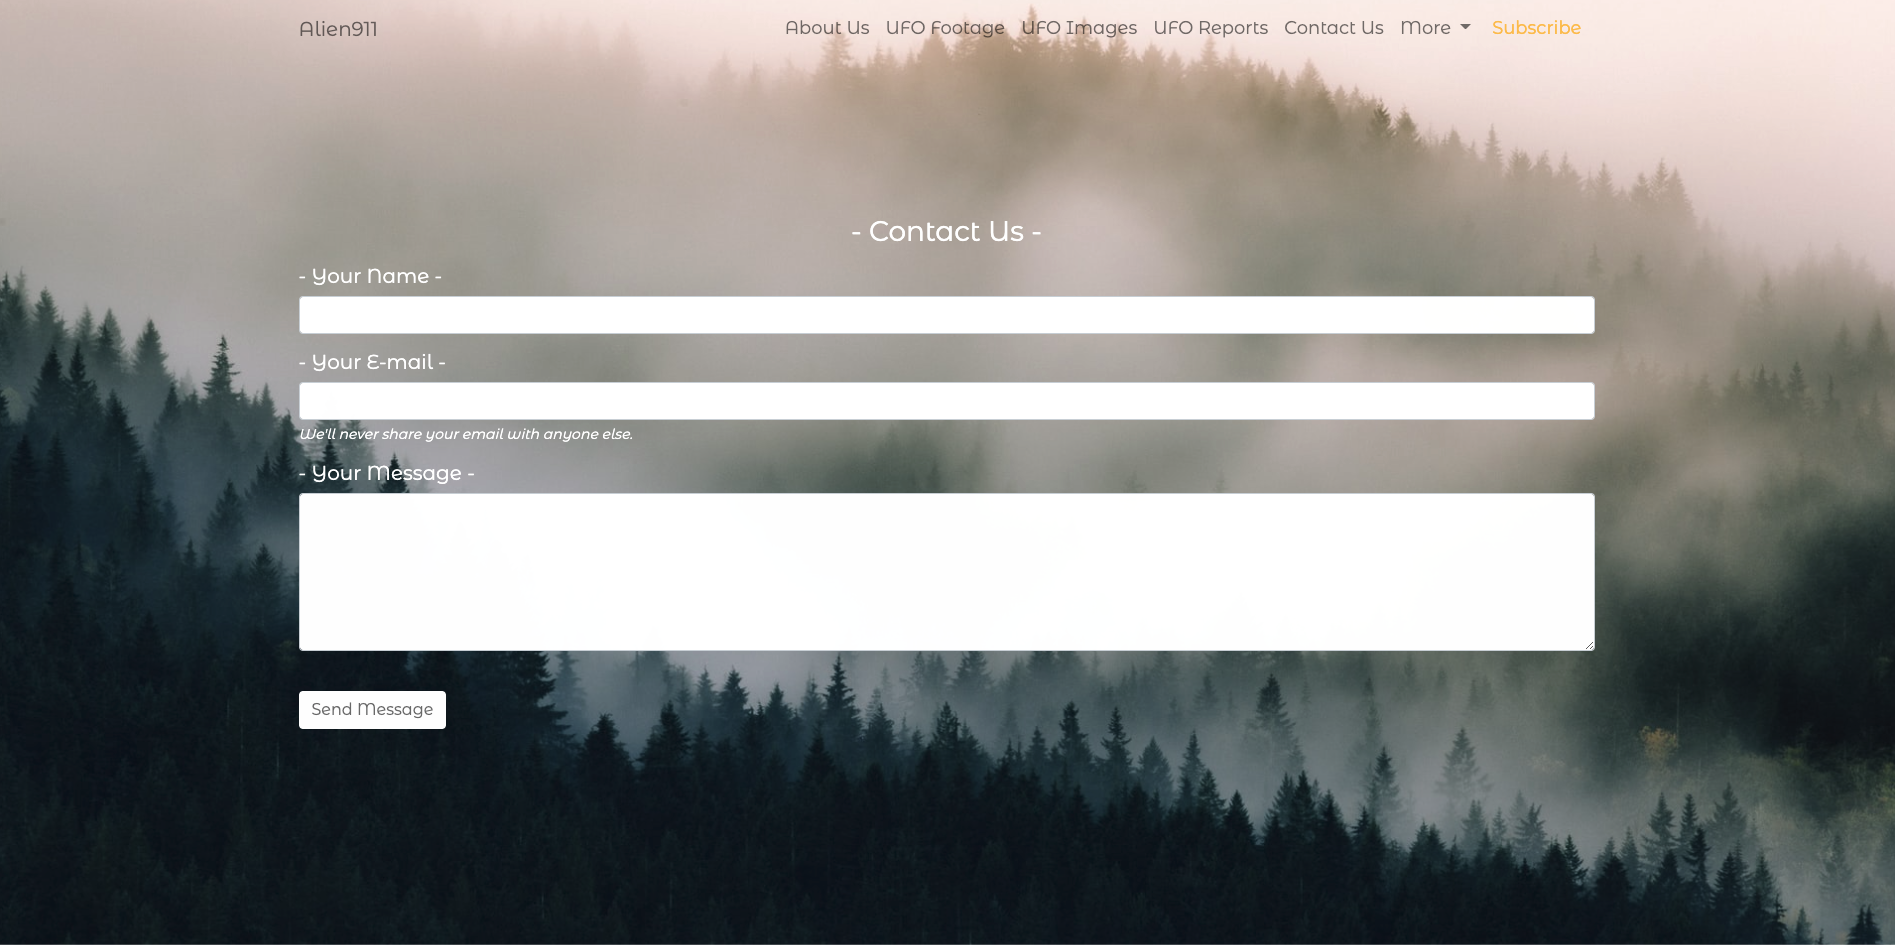 Alien911 About Us UFO Footage UFO Images UFO Reports Contact Us More Subscribe
- Contact Us -
- Your Name -
- Your E-mail -
We'll never share your email with anyone else.
- Your Message -
Send Message